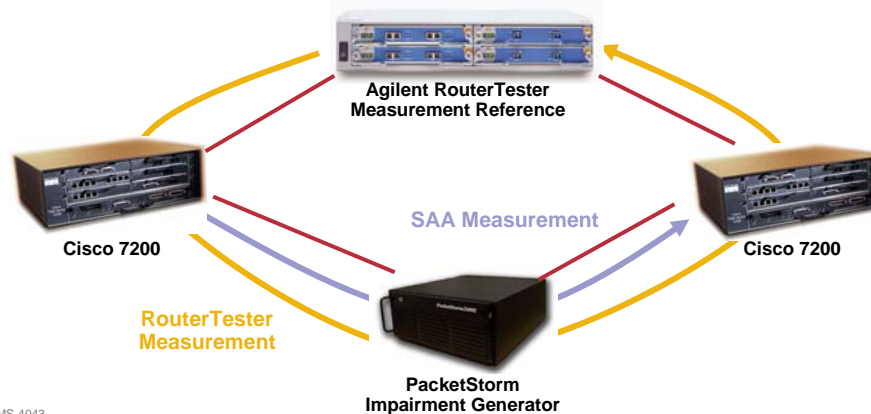 Agilent RouterTester
Measurement Reference
SAA Measurement
Cisco 7200
Cisco 7200
RouterTester
Measurement
PacketStorm
Impairment Generator